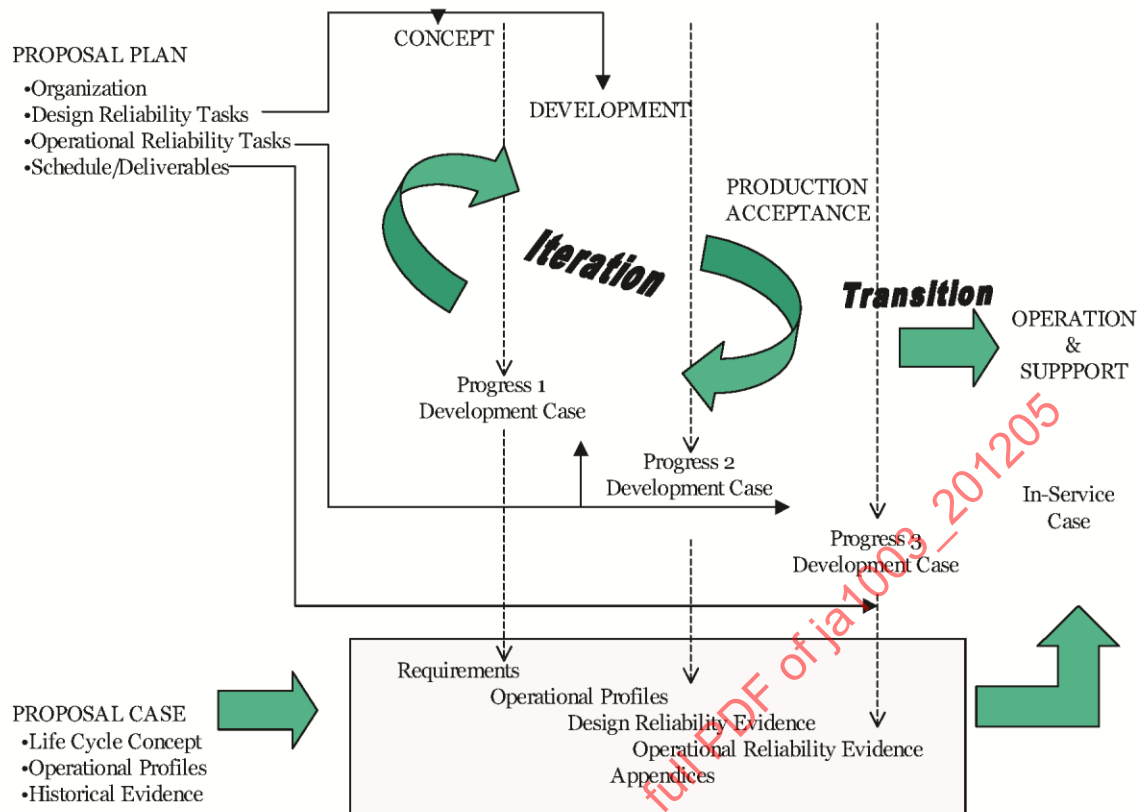 CONCEPT
PROPOSAL PLAN
•Organization
•Design Reliability Tasks
•Operational Reliability Tasks
•Schedule/Deliverables
DEVELOPMENT
PRODUCTION
ACCEPTANCE
Iteration
Transition
OPERATION
&
SUPPPORT
Progress 1
Development Case
Progress 2
Development Case
In-Service
Case
Progress 3
Development Case
Requirements
Operational Profiles
Design Reliability Evidence
Operational Reliability Evidence
Appendices
PROPOSAL CASE
•Life Cycle Concept
•Operational Profiles
•Historical Evidence
full PDF of ja1003_201205